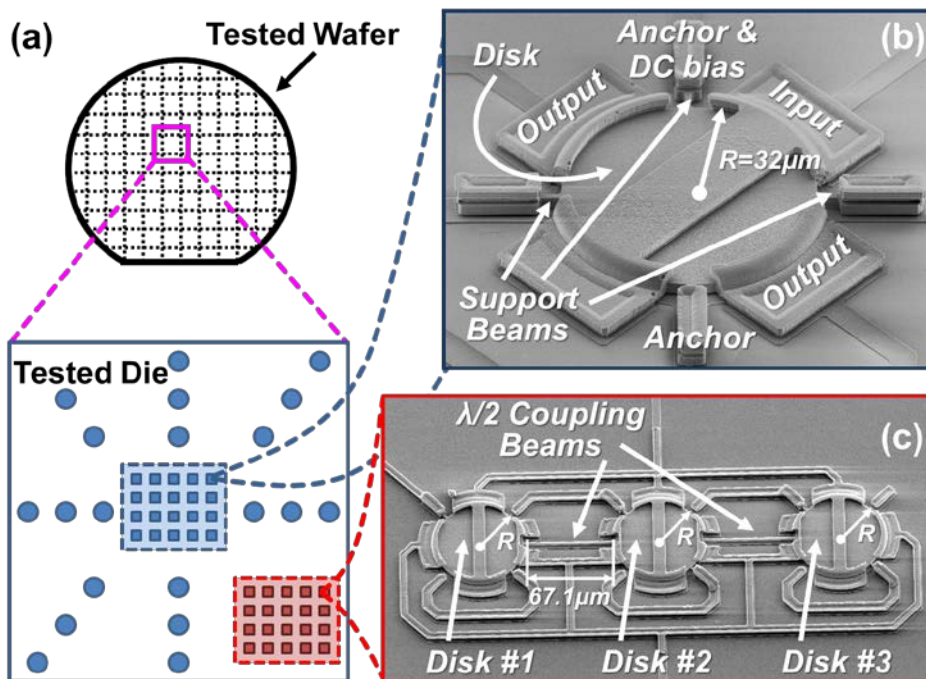 (a)
Tested Wafer
Tested Die
(b)
Disk
Anchor &
DC bias
Output
Input
R=32μm
Support
Beams
Anchor
Output
(c)
λ/2 Coupling
Beams
R
R
R
67.1μm
Disk #1
Disk #2
Disk #3